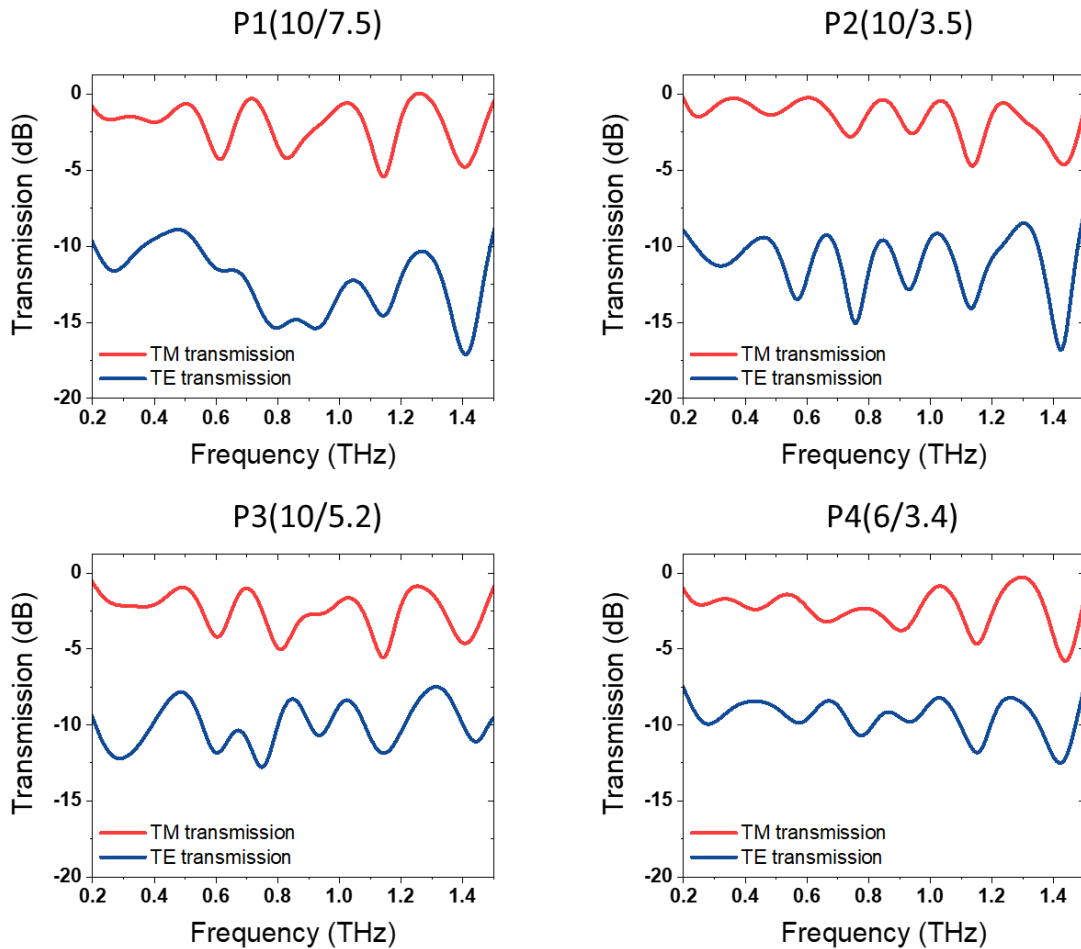 P1(10/7.5)
Transmission (dB)
0
-5
-10
-15
-20
TM transmission
TE transmission
0.2 0.4 0.6 0.8 1.0 1.2 1.4
Frequency (THz)
P2(10/3.5)
Transmission (dB)
0
-5
-10
-15
-20
TM transmission
TE transmission
0.2 0.4 0.6 0.8 1.0 1.2 1.4
Frequency (THz)
P3(10/5.2)
Transmission (dB)
0
-5
-10
-15
-20
TM transmission
TE transmission
0.2 0.4 0.6 0.8 1.0 1.2 1.4
Frequency (THz)
P4(6/3.4)
Transmission (dB)
0
-5
-10
-15
-20
TM transmission
TE transmission
0.2 0.4 0.6 0.8 1.0 1.2 1.4
Frequency (THz)